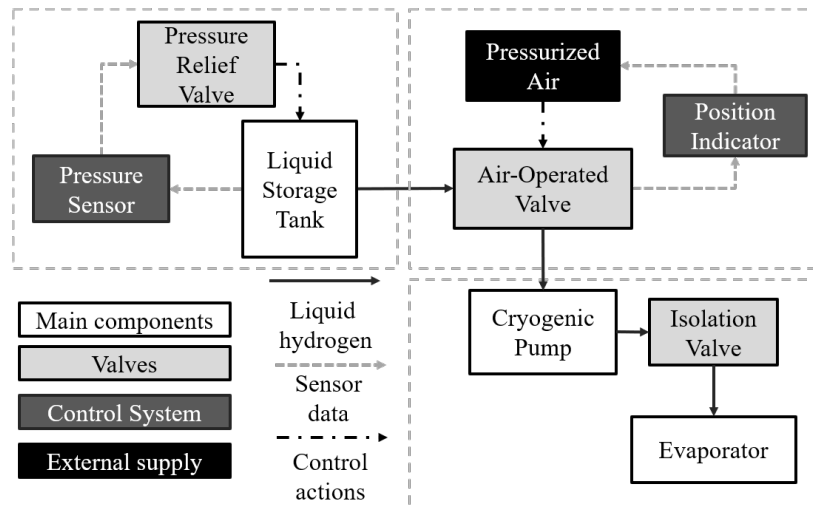 Pressure
Relief
Valve
Pressure
Sensor
Liquid
Storage
Tank
Pressurized
Air
Position
Indicator
Air-Operated
Valve
Cryogenic
Pump
Isolation
Valve
Evaporator
Main components
Valves
Control System
External supply
Liquid
hydrogen
Sensor
data
Control
actions